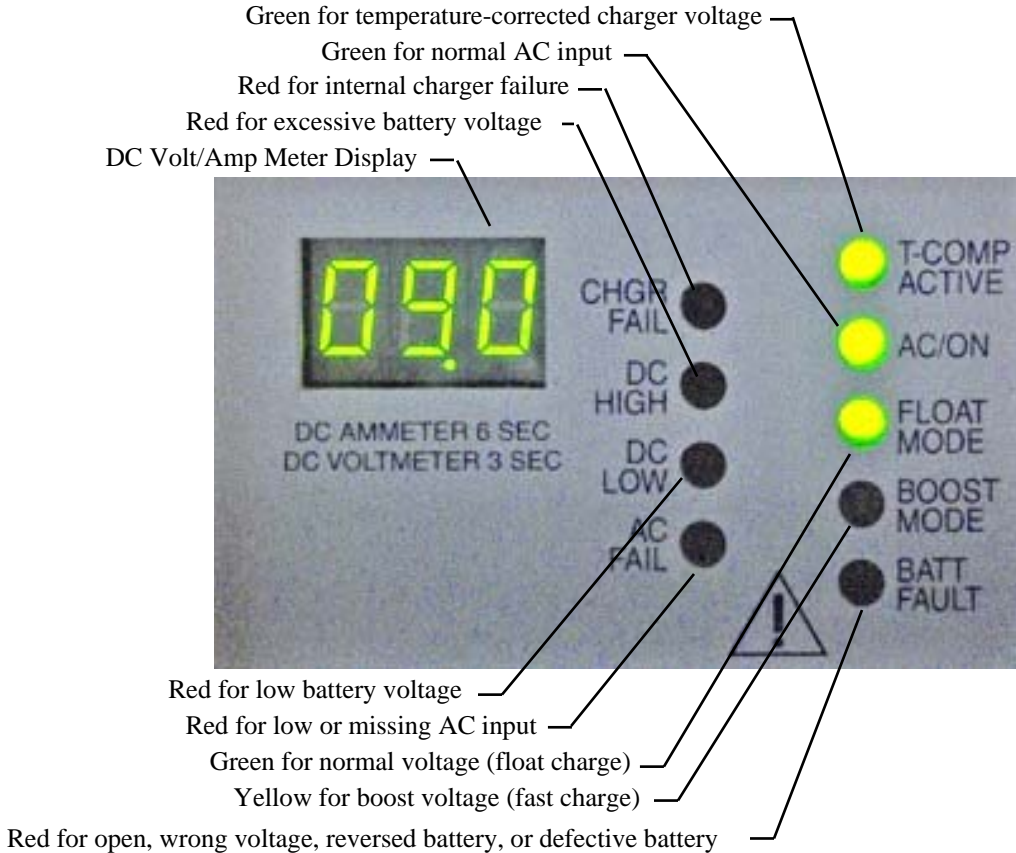 Green for temperature-corrected charger voltage
Green for normal AC input
Red for internal charger failure
Red for excessive battery voltage
DC Volt/Amp Meter Display
09.0
DC AMMETER 6 SEC
DC VOLTMETER 3 SEC
CHGR
FAIL
DC
HIGH
DC
LOW
AC
FAIL
T-COMP
ACTIVE
AC/ON
FLOAT
MODE
BOOST
MODE
BATT
FAULT
!
Red for low battery voltage
Red for low or missing AC input
Green for normal voltage (float charge)
Yellow for boost voltage (fast charge)
Red for open, wrong voltage, reversed battery, or defective battery